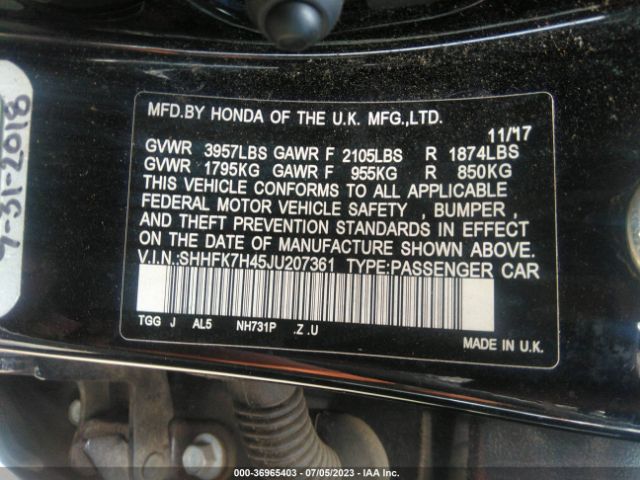 MFD.BY HONDA OF THE U.K. MFG.,LTD.
11/'17
GVWR 3957LBS GAWR F 2105LBS R 1874LBS
GVWR 1795KG GAWR F 955KG R 850KG
THIS VEHICLE CONFORMS TO ALL APPLICABLE
FEDERAL MOTOR VEHICLE SAFETY , BUMPER ,
AND THEFT PREVENTION STANDARDS IN EFFECT
ON THE DATE OF MANUFACTURE SHOWN ABOVE.
V.I.N.:SHHFK7H45JU207361 TYPE:PASSENGER CAR
TGG J AL5 NH731P .Z .U
MADE IN U.K.
-31-2018
000-36965403 - 07/05/2023 - IAA Inc.